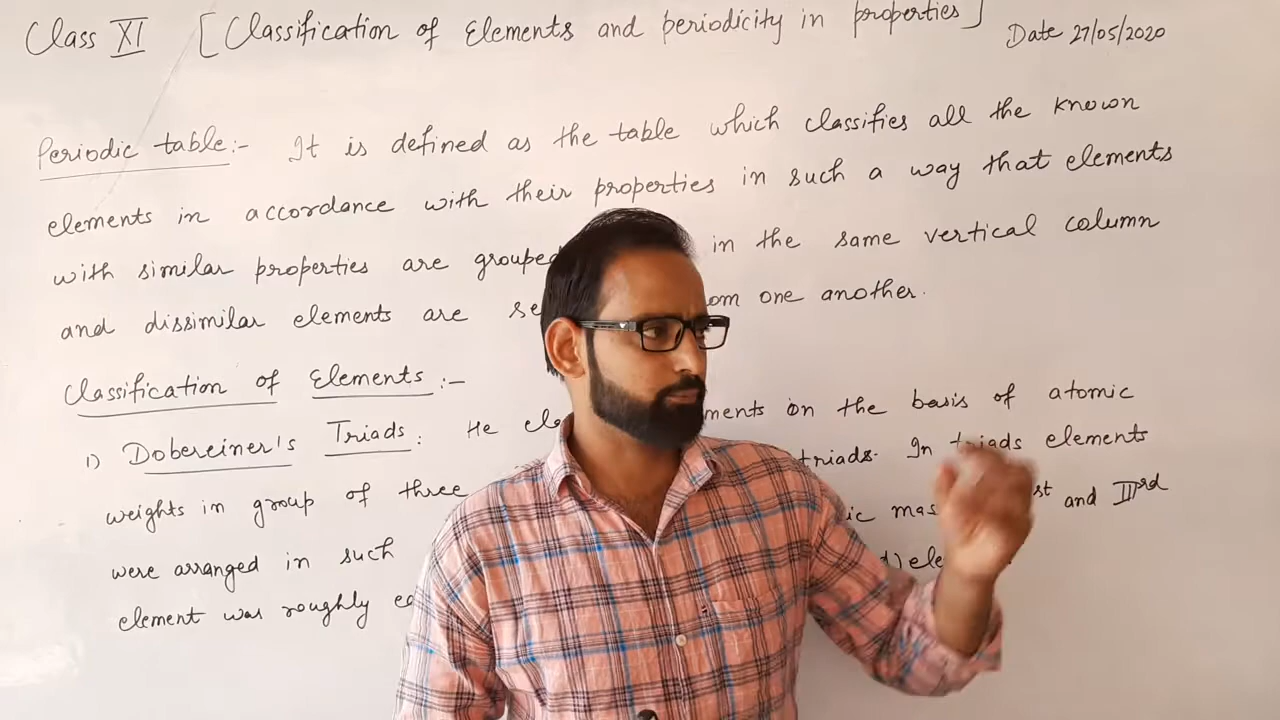 Class XI [Classification of Elements and periodicity in properties] Date 27/05/2020
Periodic table:- It is defined as the table which classifies all the known
elements in accordance with their properties in such a way that elements
with similar properties are grouped in the same vertical column
and dissimilar elements are one another.
Classification of Elements :-
1) Dobereiner's Triads : He on the basis of atomic
weights in group of three triads. In triads elements
were arranged in such and IIIrd
element was roughly